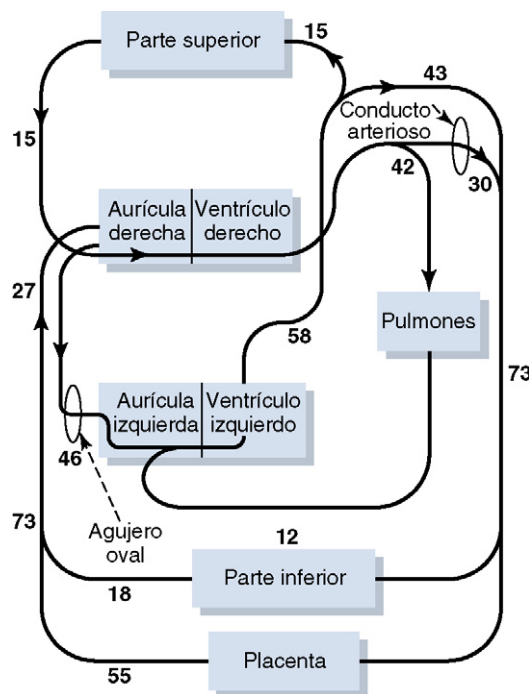 Parte superior
15
43
Conducto
arterioso
15
42
30
Aurícula
derecha
Ventrículo
derecho
27
58
Pulmones
73
Aurícula
izquierda
Ventrículo
izquierdo
46
Agujero
oval
73
12
Parte inferior
18
Placenta
55